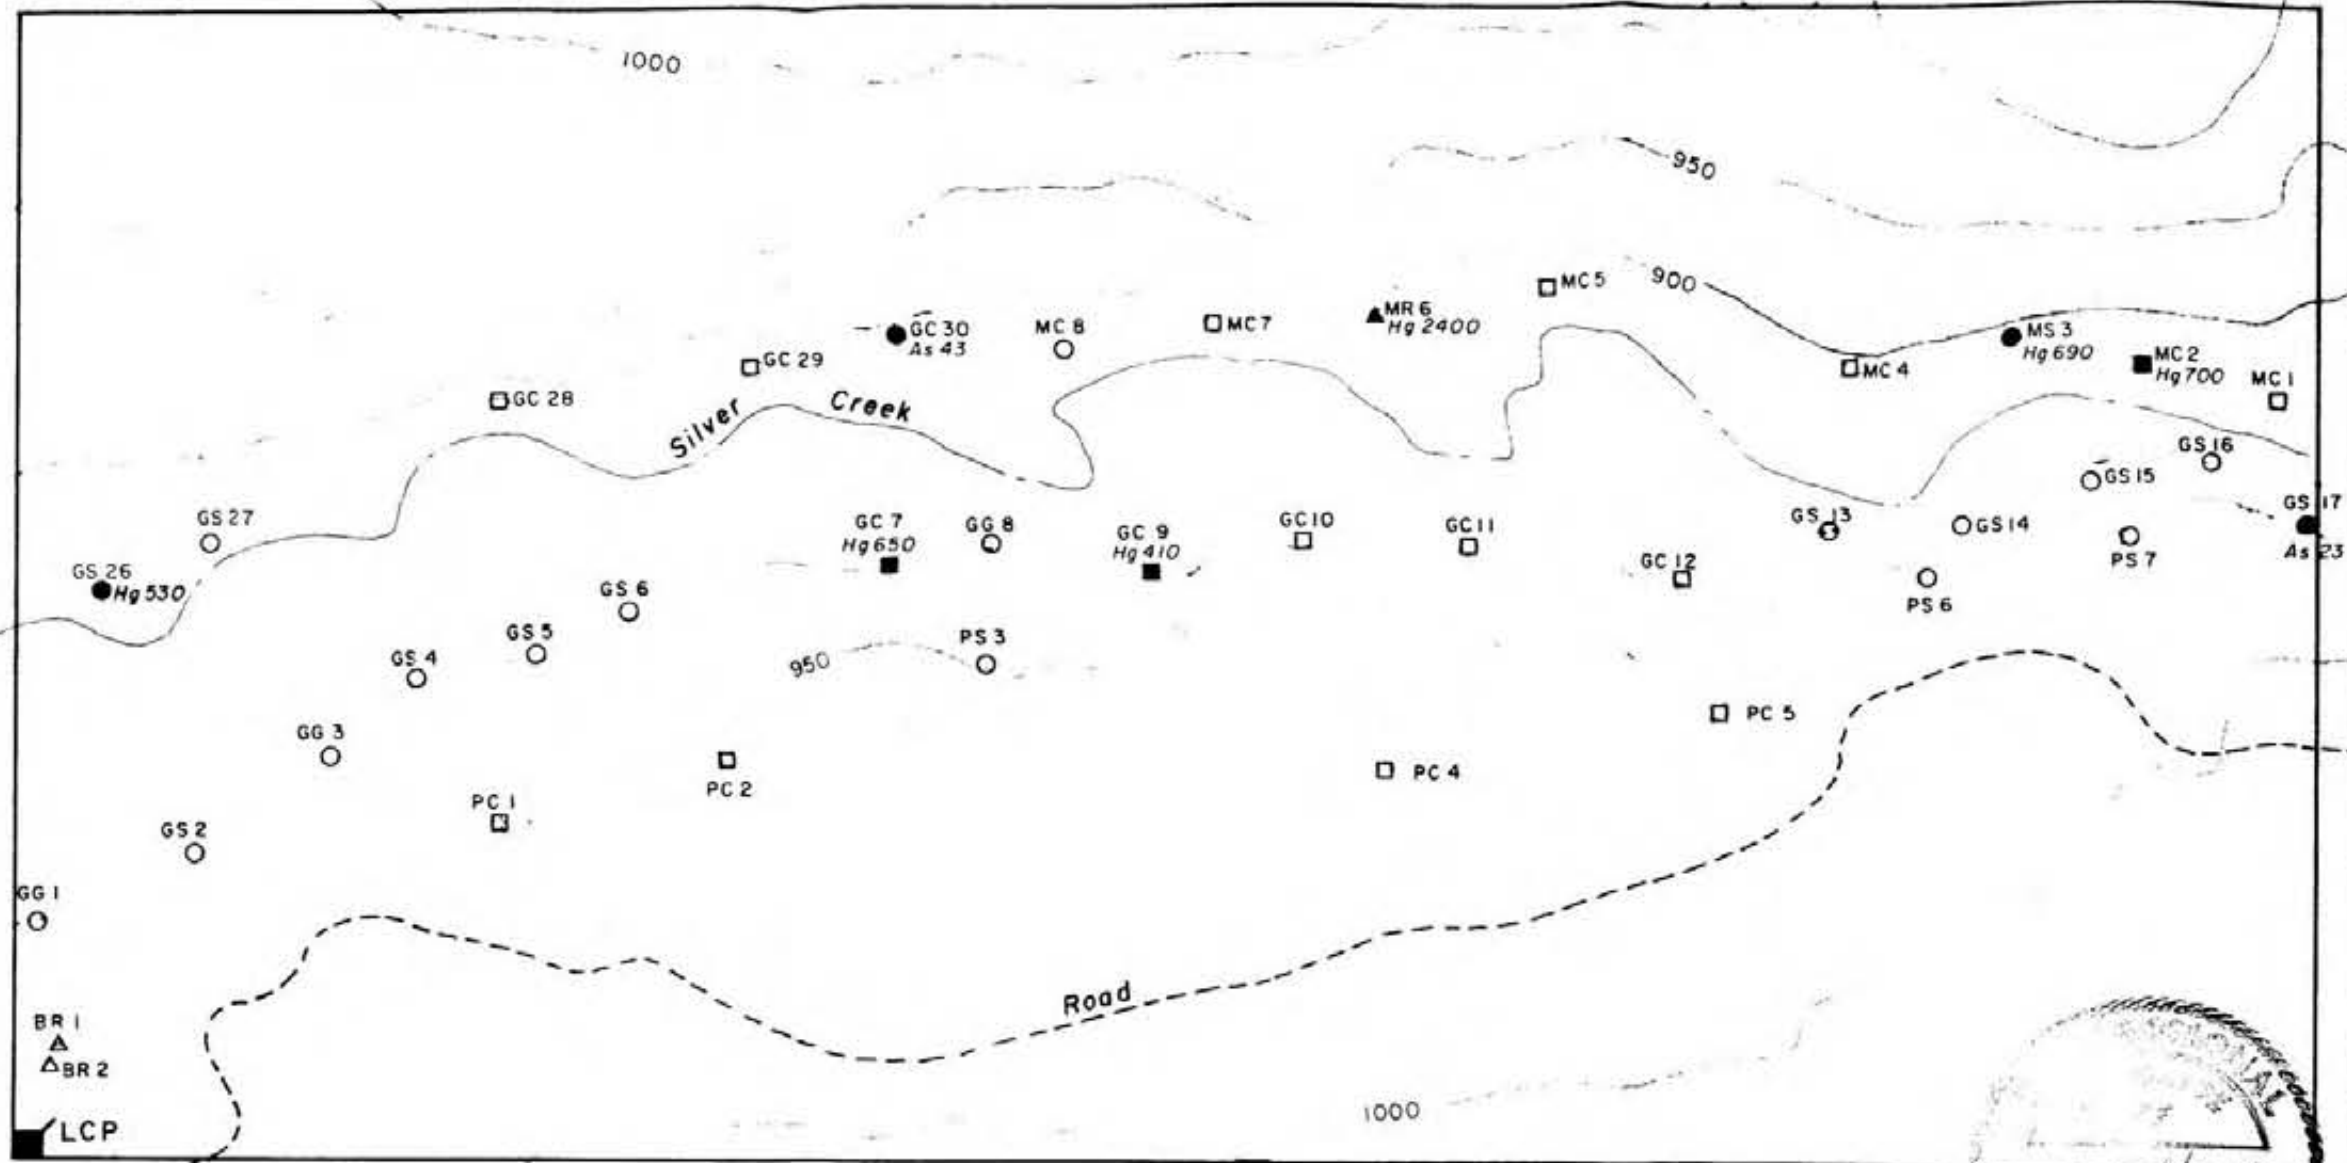 1000
950
900
MC 5
MR 6
Hg 2400
MC 7
MC 8
GC 30
As 43
GC 29
GC 28
MS 3
Hg 690
MC 2
Hg 700
MC 4
MC 1
Silver Creek
GS 16
GS 15
GS 17
As 23
GS 27
GC 7
Hg 650
GG 8
GC 9
Hg 410
GC 10
GC 11
GS 13
GS 14
PS 7
GC 12
PS 6
GS 26
Hg 530
GS 6
GS 5
GS 4
950
PS 3
GG 3
PC 5
PC 4
PC 2
PC 1
GS 2
GG 1
Road
BR 1
BR 2
1000
LCP